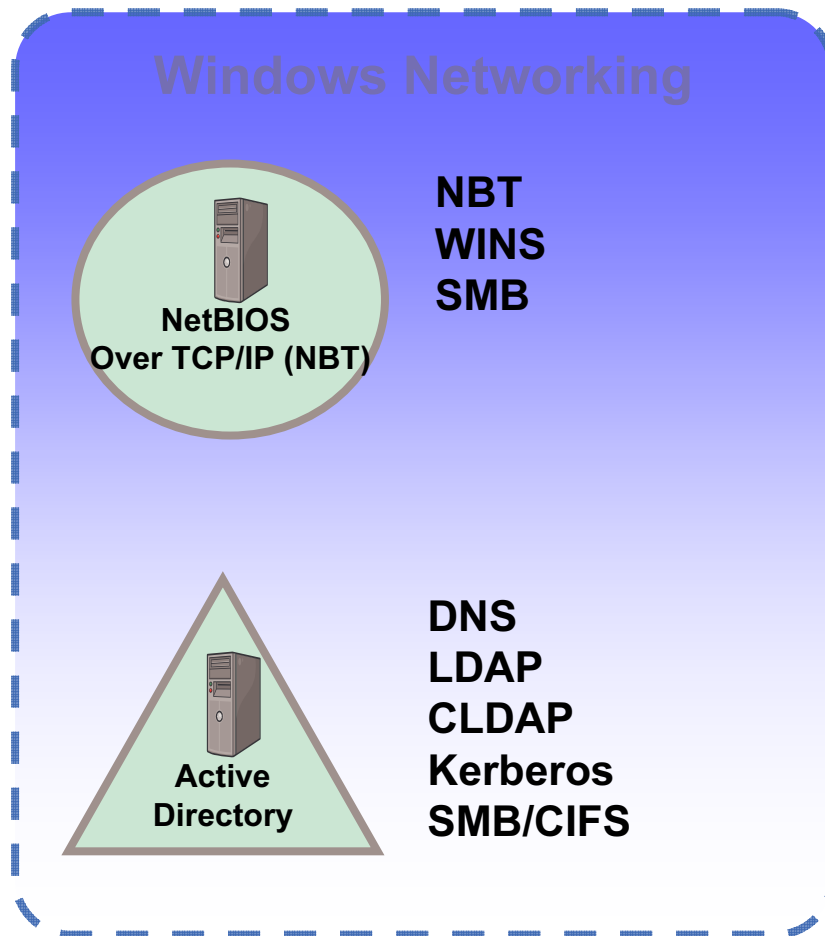 Windows Networking
NetBIOS
Over TCP/IP (NBT)
NBT
WINS
SMB
Active
Directory
DNS
LDAP
CLDAP
Kerberos
SMB/CIFS